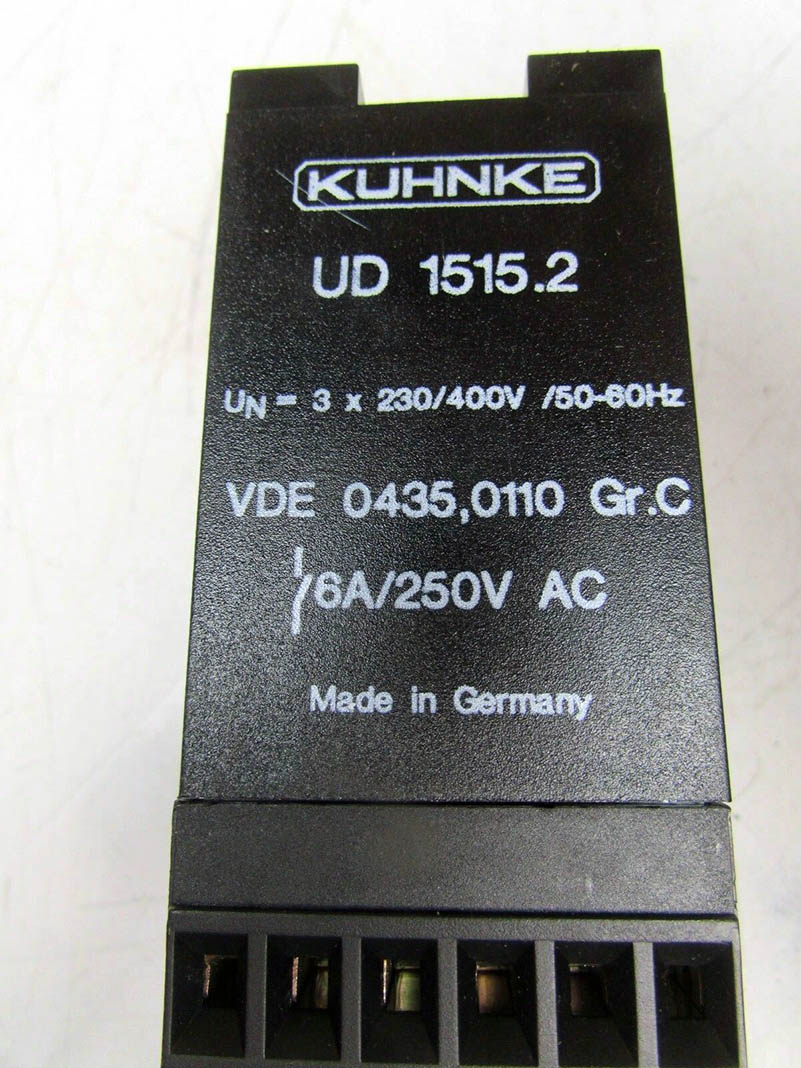 KUHNKE
UD 1515.2
UN = 3 x 230/400V /50-60Hz
VDE 0435,0110 Gr.C
6A/250V AC
Made in Germany